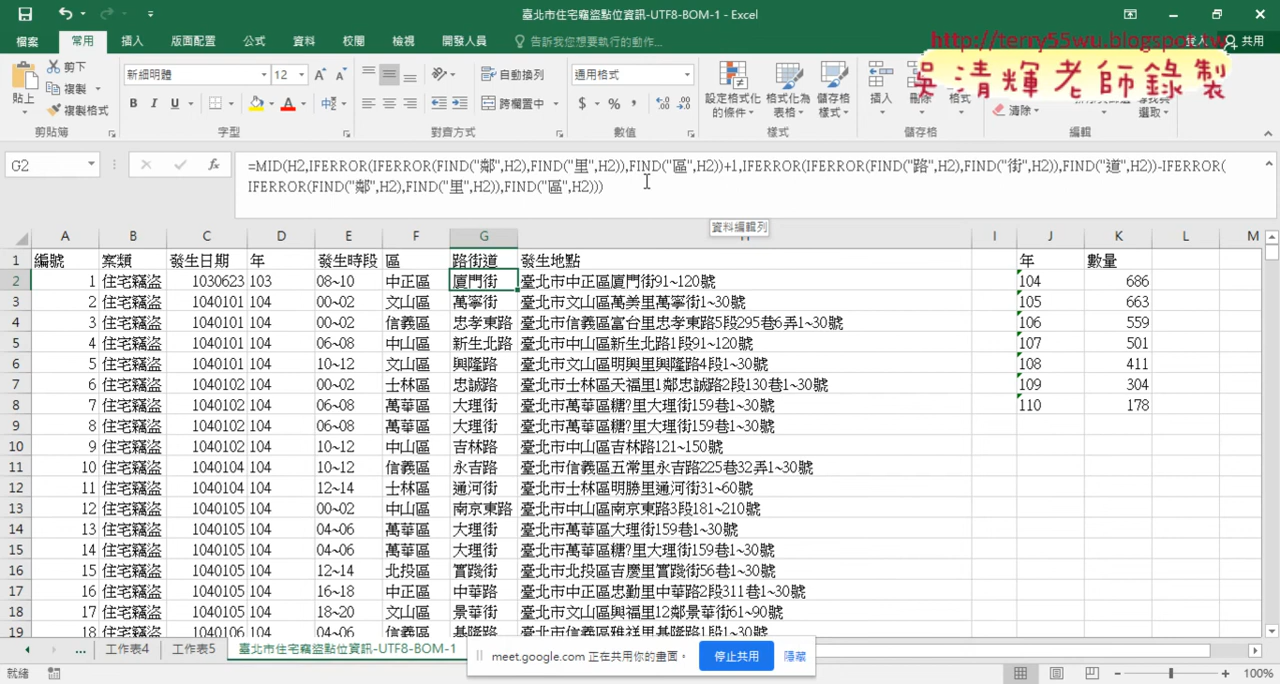 臺北市住宅竊盜點位資訊-UTF8-BOM-1 - Excel
檔案 常用 插入 版面配置 公式 資料 校閱 檢視 開發人員 告訴我您想要執行的動作... 登入 共用
http://terry55wu.blogspot.tw
吳清輝老師錄製
貼上 剪下 複製 複製格式
新細明體 12 B I U 中
自動換列 跨欄置中
通用格式 $ % ,
設定格式化的條件 格式化為表格 儲存格樣式
插入 刪除 格式 清除 選取
剪貼簿 字型 對齊方式 數值 樣式 儲存格 編輯
G2 fx =MID(H2,IFERROR(IFERROR(FIND("鄰",H2),FIND("里",H2)),FIND("區",H2))+1,IFERROR(IFERROR(FIND("路",H2),FIND("街",H2)),FIND("道",H2))-IFERROR(
IFERROR(FIND("鄰",H2),FIND("里",H2)),FIND("區",H2)))
資料編輯列
A B C D E F G H I J K L M
1 編號 案類 發生日期 年 發生時段 區 路街道 發生地點 年 數量
2 1 住宅竊盜 1030623 103 08~10 中正區 廈門街 臺北市中正區廈門街91~120號 104 686
3 2 住宅竊盜 1040101 104 00~02 文山區 萬寧街 臺北市文山區萬美里萬寧街1~30號 105 663
4 3 住宅竊盜 1040101 104 00~02 信義區 忠孝東路 臺北市信義區富台里忠孝東路5段295巷6弄1~30號 106 559
5 4 住宅竊盜 1040101 104 06~08 中山區 新生北路 臺北市中山區新生北路1段91~120號 107 501
6 5 住宅竊盜 1040101 104 10~12 文山區 興隆路 臺北市文山區明興里興隆路4段1~30號 108 411
7 6 住宅竊盜 1040102 104 00~02 士林區 忠誠路 臺北市士林區天福里1鄰忠誠路2段130巷1~30號 109 304
8 7 住宅竊盜 1040102 104 06~08 萬華區 大理街 臺北市萬華區糖?里大理街159巷1~30號 110 178
9 8 住宅竊盜 1040102 104 06~08 萬華區 大理街 臺北市萬華區糖?里大理街159巷1~30號
10 9 住宅竊盜 1040102 104 10~12 中山區 吉林路 臺北市中山區吉林路121~150號
11 10 住宅竊盜 1040104 104 10~12 信義區 永吉路 臺北市信義區五常里永吉路225巷32弄1~30號
12 11 住宅竊盜 1040104 104 12~14 士林區 通河街 臺北市士林區明勝里通河街31~60號
13 12 住宅竊盜 1040105 104 00~02 中山區 南京東路 臺北市中山區南京東路3段181~210號
14 13 住宅竊盜 1040105 104 04~06 萬華區 大理街 臺北市萬華區大理街159巷1~30號
15 14 住宅竊盜 1040105 104 04~06 萬華區 大理街 臺北市萬華區糖?里大理街159巷1~30號
16 15 住宅竊盜 1040105 104 12~14 北投區 實踐街 臺北市北投區吉慶里實踐街56巷1~30號
17 16 住宅竊盜 1040105 104 16~18 中正區 中華路 臺北市中正區忠勤里中華路2段311巷1~30號
18 17 住宅竊盜 1040105 104 18~20 文山區 景華街 臺北市文山區興福里12鄰景華街61~90號
19 18 住宅竊盜 1040106 104 04~06 信義區 基隆路 臺北市信義區雅祥里基隆路1段1~30號
... 工作表4 工作表5 臺北市住宅竊盜點位資訊-UTF8-BOM-1
meet.google.com 正在共用你的畫面。 停止共用 隱藏
就緒 100%